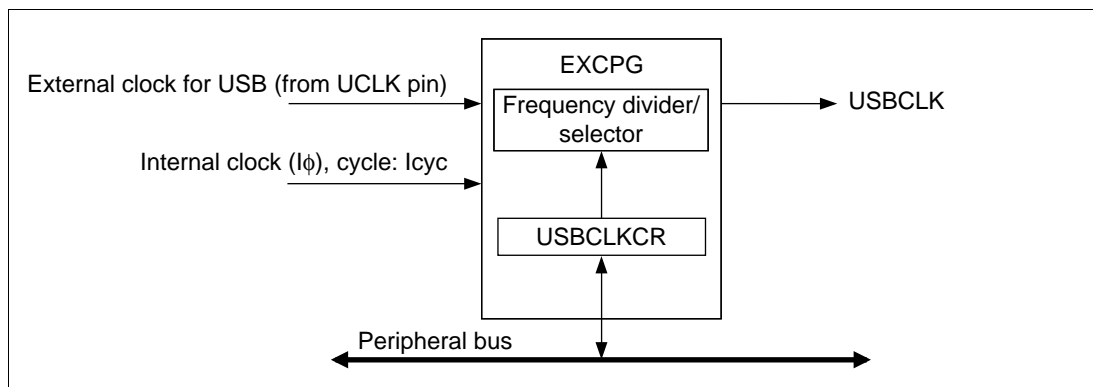 EXCPG
External clock for USB (from UCLK pin)
Frequency divider/
selector
USBCLK
Internal clock (Iϕ), cycle: Icyc
USBCLKCR
Peripheral bus